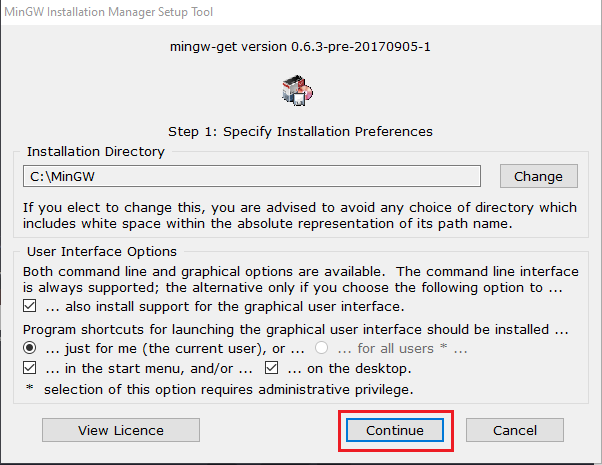 MinGW Installation Manager Setup Tool
mingw-get version 0.6.3-pre-20170905-1
Step 1: Specify Installation Preferences
Installation Directory
C:\MinGW
Change
If you elect to change this, you are advised to avoid any choice of directory which
includes white space within the absolute representation of its path name.
User Interface Options
Both command line and graphical options are available. The command line interface
is always supported; the alternative only if you choose the following option to ...
... also install support for the graphical user interface.
Program shortcuts for launching the graphical user interface should be installed ...
... just for me (the current user), or ... ... for all users * ...
... in the start menu, and/or ... ... on the desktop.
* selection of this option requires administrative privilege.
View Licence Continue Cancel